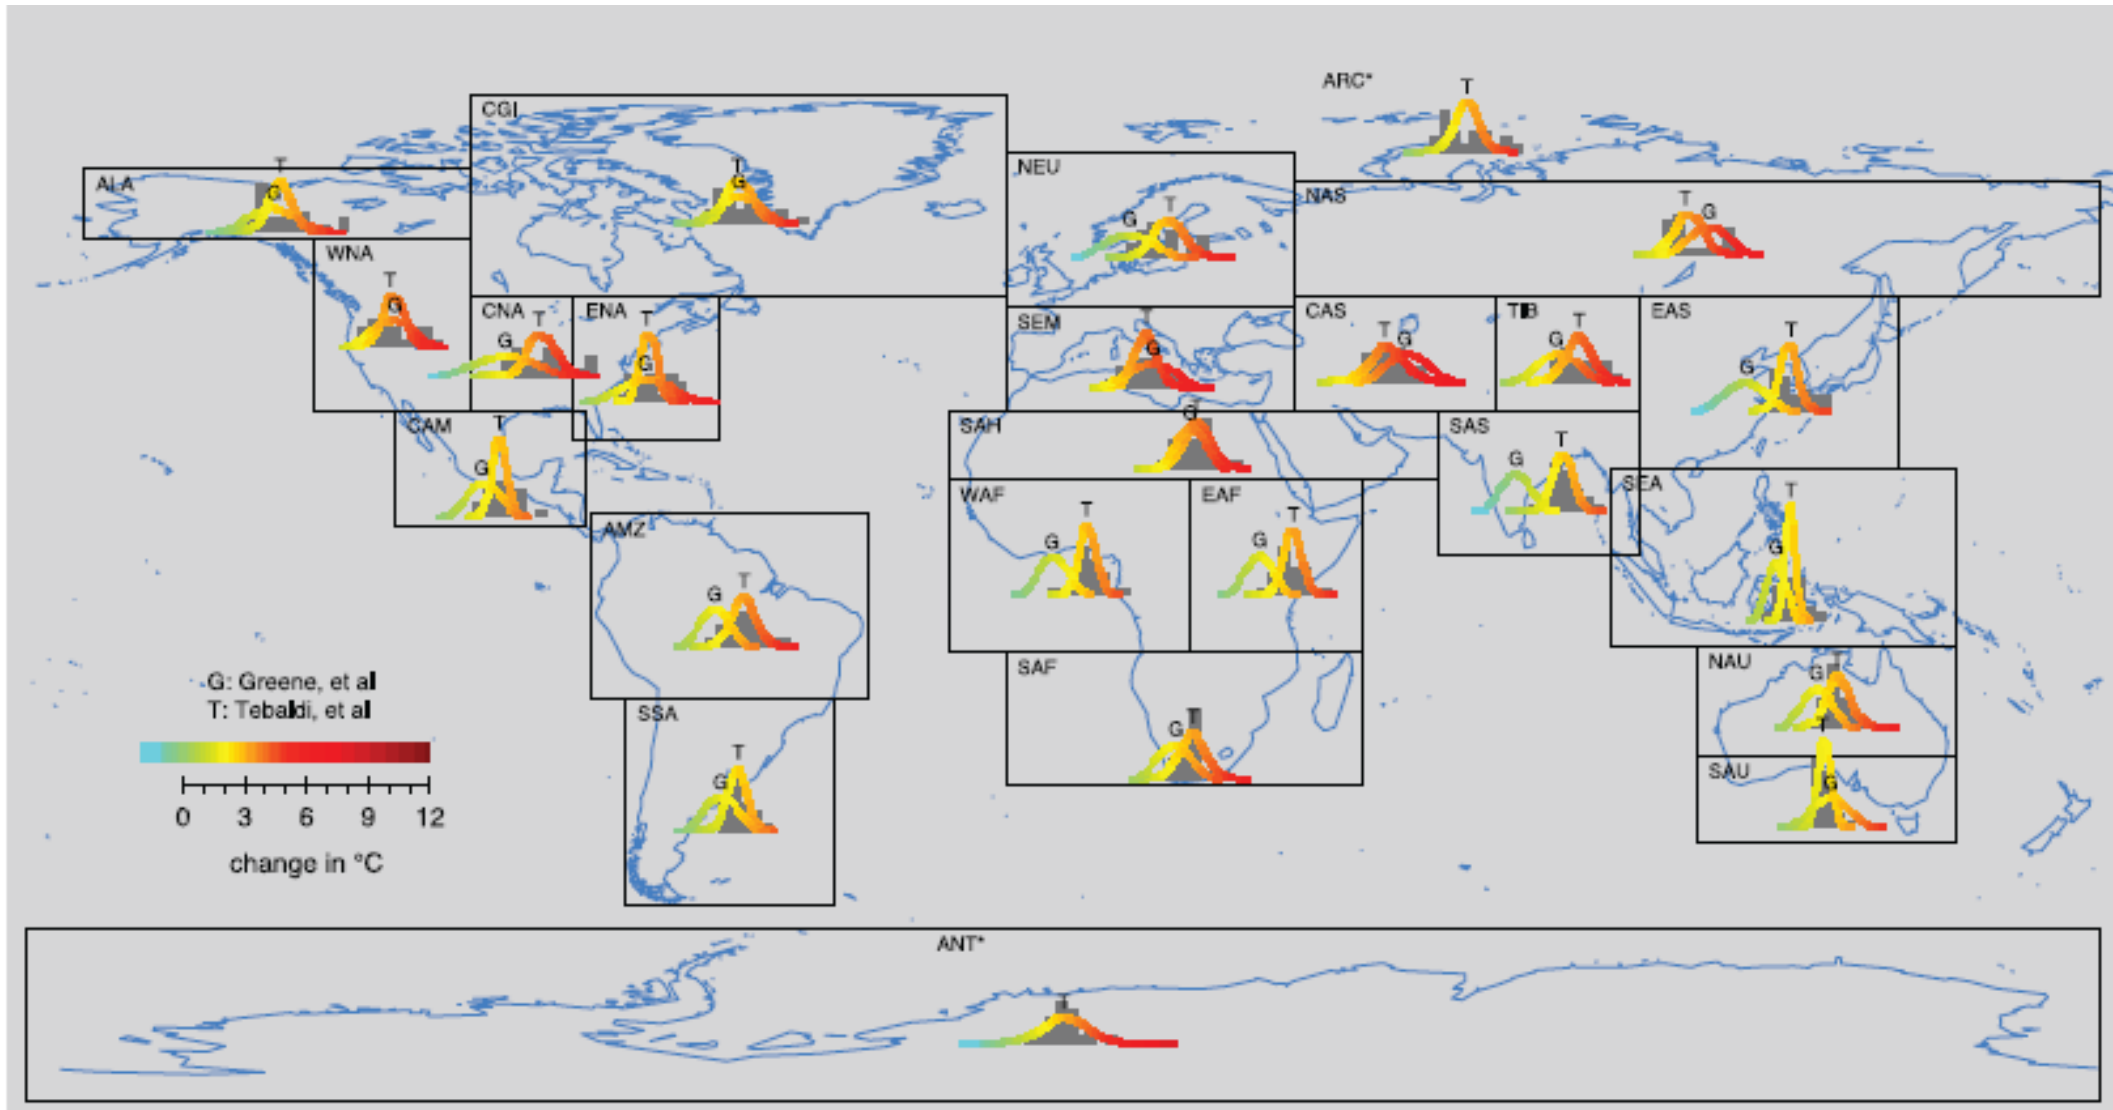 ARC*
T
CGI
T
G
NEU
G
T
ALA
T
G
NAS
T
G
WNA
T
G
CNA
G
T
ENA
T
G
SEM
T
G
CAS
T
G
TIB
G
T
EAS
G
T
CAM
T
G
SAH
G
T
SAS
G
T
WAF
G
T
EAF
G
T
SEA
T
G
AMZ
G
T
SAF
G
T
NAU
G
T
G: Greene, et al
T: Tebaldi, et al
SSA
T
G
SAU
T
G
0 3 6 9 12
change in °C
ANT*
T